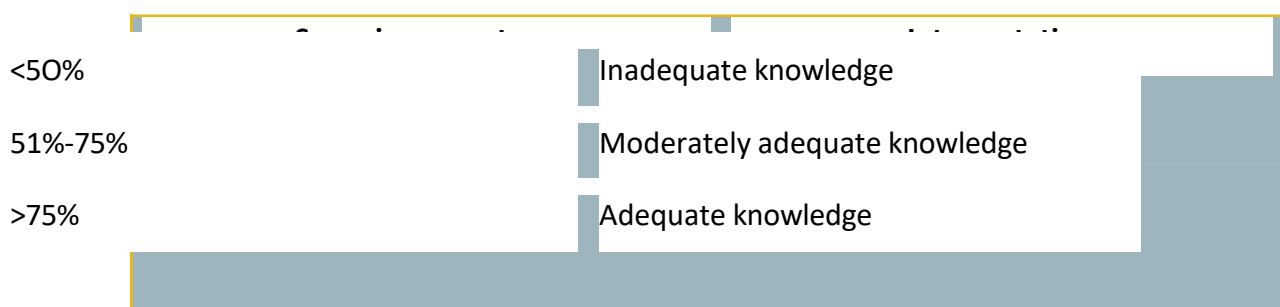 <5O%	Inadequate knowledge
51%-75%	Moderately adequate knowledge
>75%	Adequate knowledge